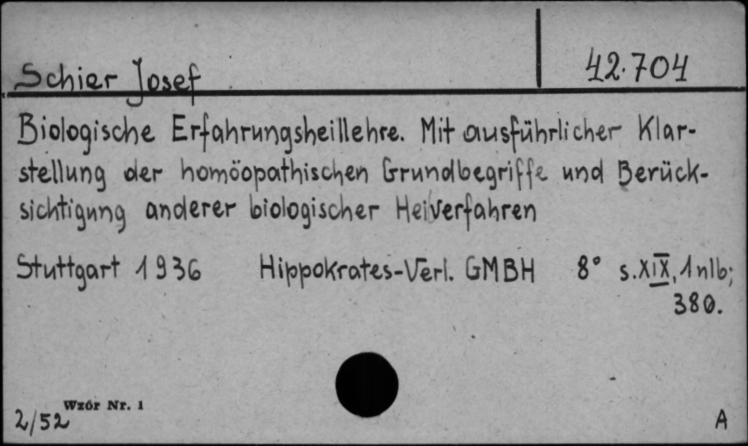 Schier Josef
42.704
Biologische Erfahrungsheillehre. Mit ausführlicher Klar-
stellung der homöopathischen Grundbegriffe und Berück-
sichtigung anderer biologischer Heilverfahren
Stuttgart 1936 Hippokrates-Verl. GMBH 8° s. XIX, 1 nlb;
380.
Wzór Nr. 1
2/52
A